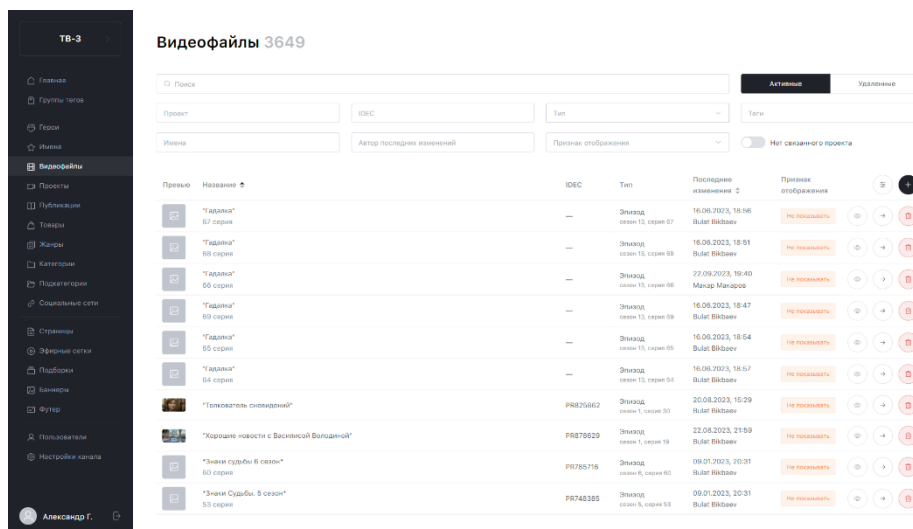 ТВ-3
Главная
Группы тегов
Герои
Имена
Видеофайлы
Проекты
Публикации
Товары
Жанры
Категории
Подкатегории
Социальные сети
Страницы
Эфирные сетки
Подборки
Баннеры
Футер
Пользователи
Настройки канала
Александр Г.
Видеофайлы 3649
Поиск
Активные Удаленные
Проект IDEC Тип Теги
Имена Автор последних изменений Признак отображения Нет связанного проекта
Превью Название IDEC Тип Последние изменения Признак отображения
"Гадалка" — Эпизод 16.06.2023, 18:56 Не показывать
67 серия сезон 13, серия 67 Bulat Bikbaev
"Гадалка" — Эпизод 16.06.2023, 18:51 Не показывать
68 серия сезон 13, серия 68 Bulat Bikbaev
"Гадалка" — Эпизод 22.09.2023, 19:40 Не показывать
66 серия сезон 13, серия 66 Макар Макаров
"Гадалка" — Эпизод 16.06.2023, 18:47 Не показывать
69 серия сезон 13, серия 69 Bulat Bikbaev
"Гадалка" — Эпизод 16.06.2023, 18:54 Не показывать
65 серия сезон 13, серия 65 Bulat Bikbaev
"Гадалка" — Эпизод 16.06.2023, 18:57 Не показывать
64 серия сезон 13, серия 64 Bulat Bikbaev
"Толкователь сновидений" PR825862 Эпизод 20.08.2023, 15:29 Не показывать
сезон 1, серия 30 Bulat Bikbaev
"Хорошие новости с Василисой Володиной" PR878629 Эпизод 22.08.2023, 21:59 Не показывать
сезон 1, серия 19 Bulat Bikbaev
"Знаки судьбы 6 сезон" PR785716 Эпизод 09.01.2023, 20:31 Не показывать
60 серия сезон 6, серия 60 Bulat Bikbaev
"Знаки Судьбы. 5 сезон" PR748385 Эпизод 09.01.2023, 20:31 Не показывать
53 серия сезон 5, серия 53 Bulat Bikbaev